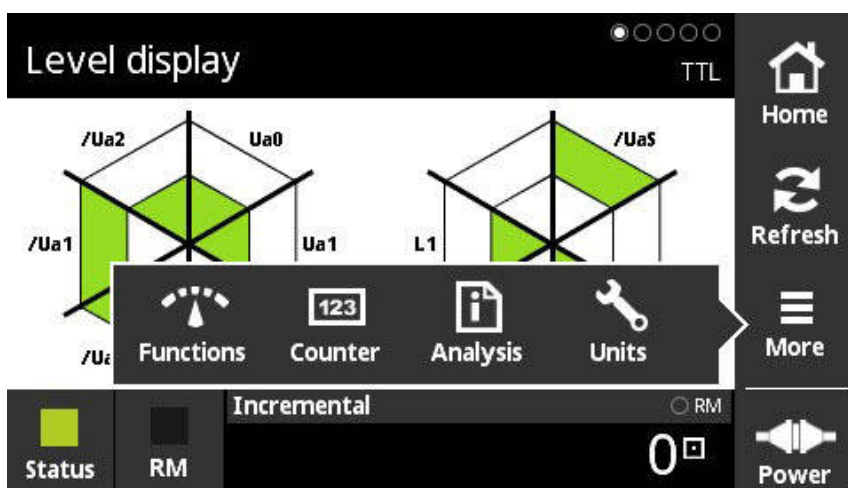 Level display
TTL
Home
/Ua2
Ua0
/UaS
/Ua1
Ua1
L1
Refresh
123
Functions
Counter
Analysis
Units
More
Incremental
RM
0
Status
RM
Power